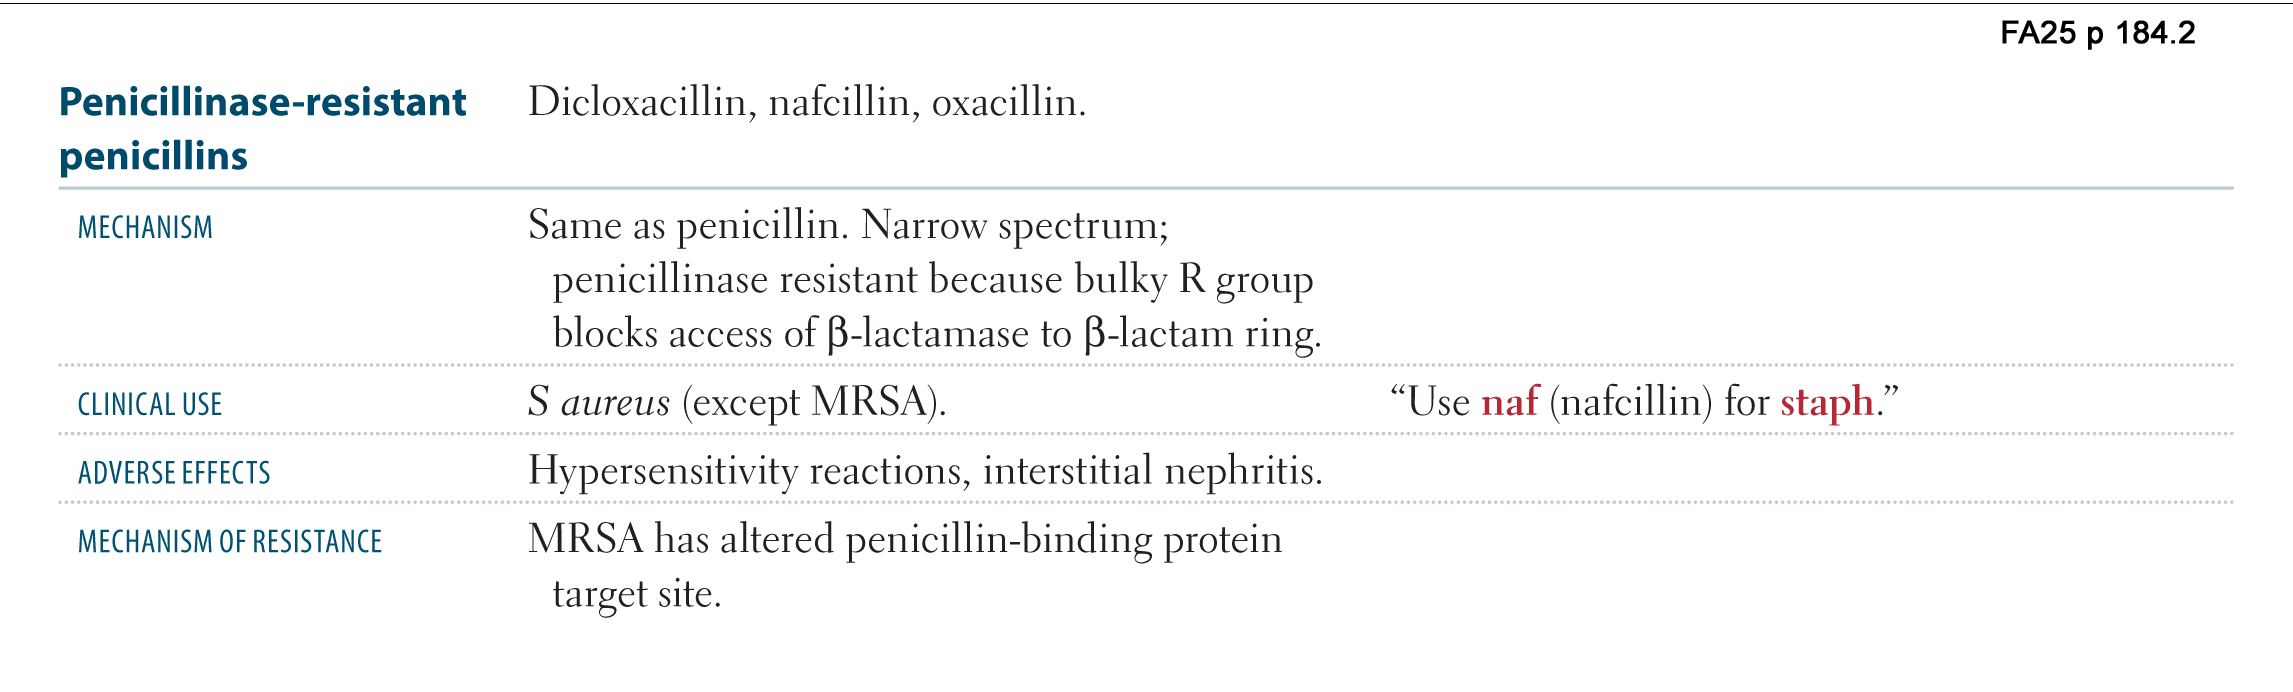 FA25 p 184.2
Penicillinase-resistant
penicillins
Dicloxacillin, nafcillin, oxacillin.
MECHANISM
Same as penicillin. Narrow spectrum;
penicillinase resistant because bulky R group
blocks access of β-lactamase to β-lactam ring.
CLINICAL USE
S aureus (except MRSA).
“Use naf (nafcillin) for staph.”
ADVERSE EFFECTS
Hypersensitivity reactions, interstitial nephritis.
MECHANISM OF RESISTANCE
MRSA has altered penicillin-binding protein
target site.